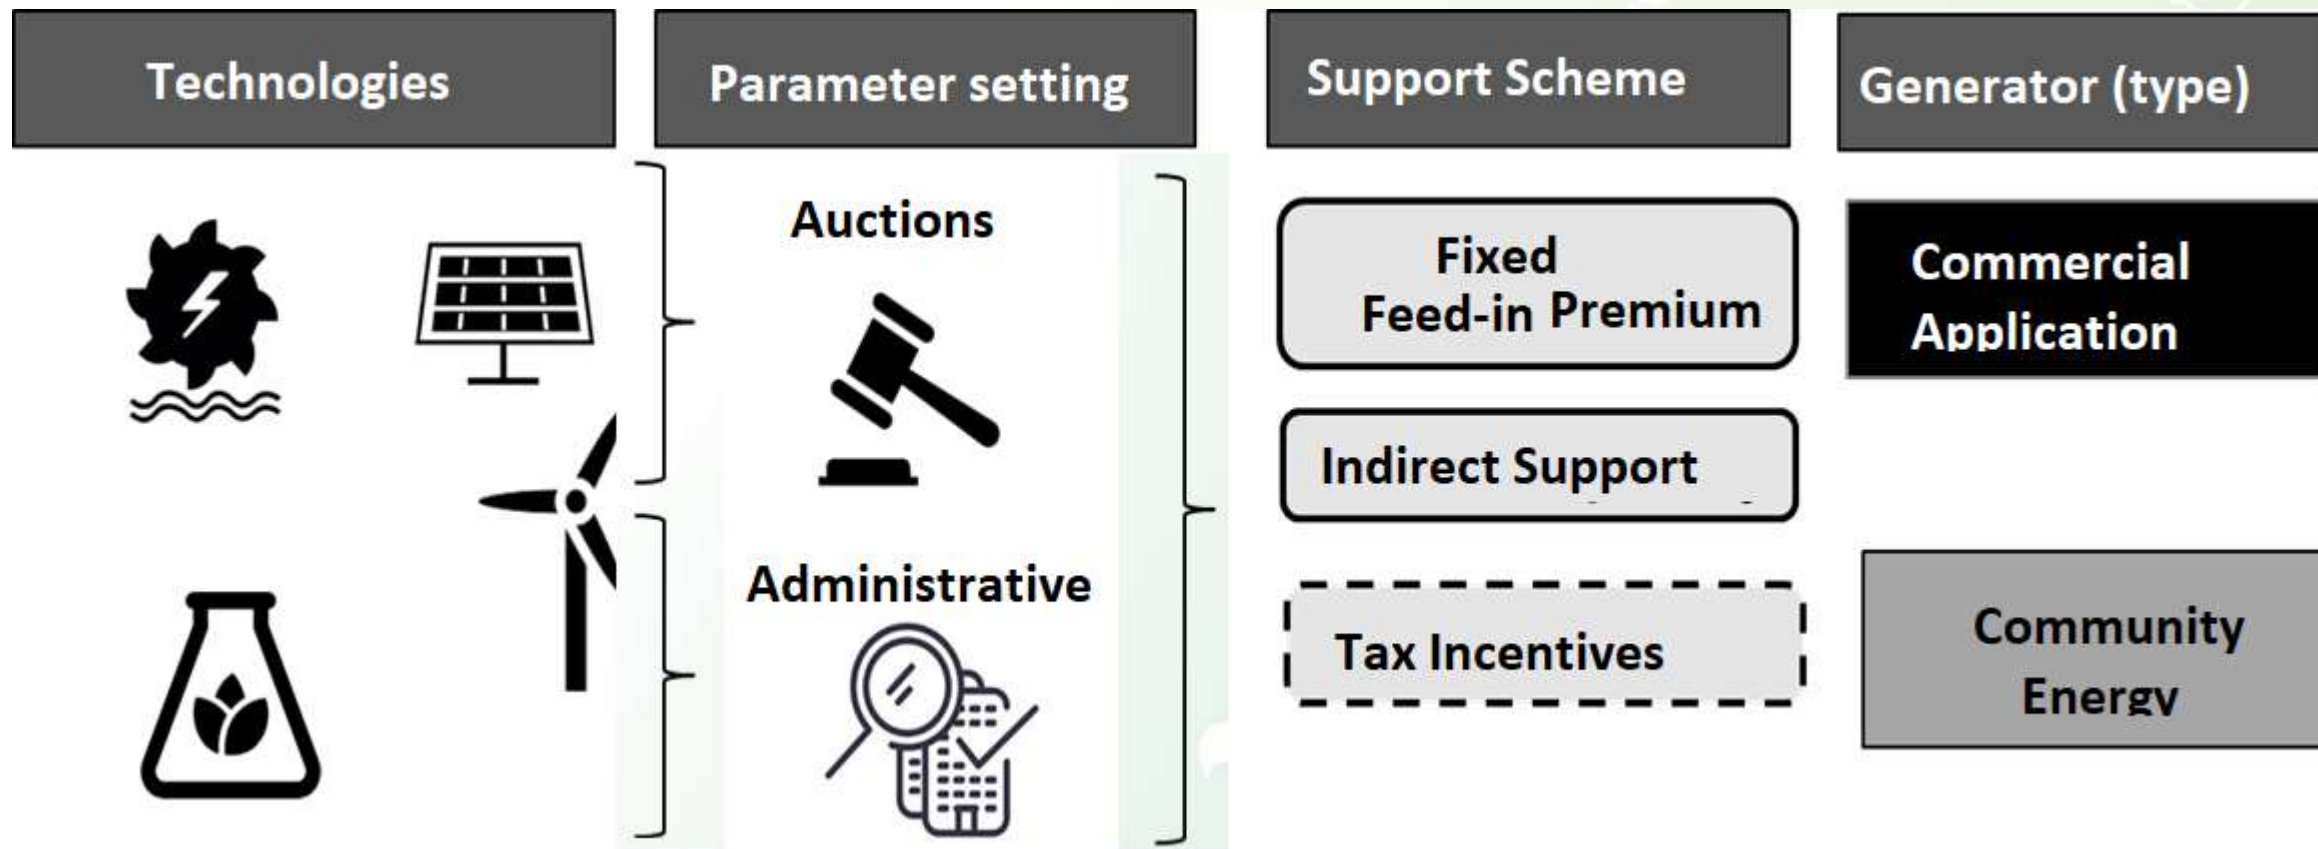 Technologies
Parameter setting
Support Scheme
Generator (type)
Auctions
Administrative
Fixed
Feed-in Premium
Indirect Support
Tax Incentives
Commercial
Application
Community
Energy